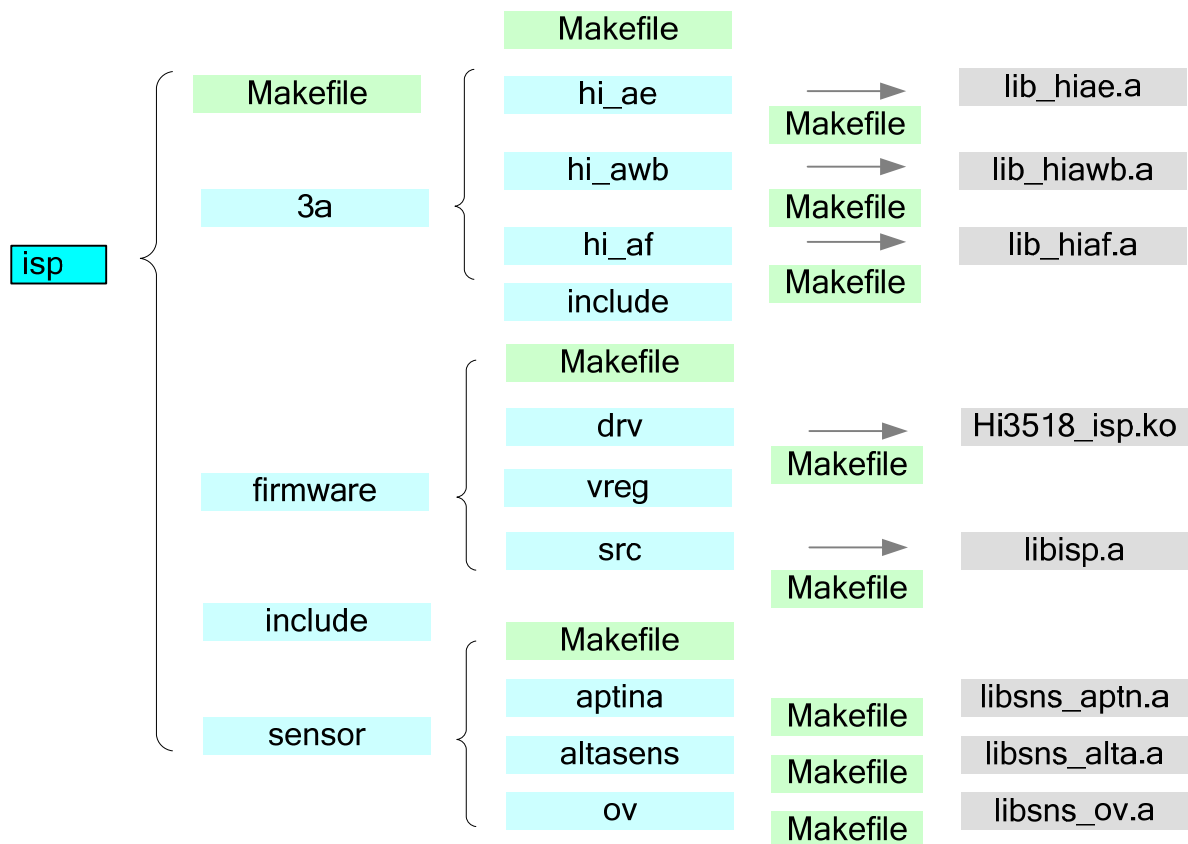 Makefile
Makefile
hi_ae
lib_hiae.a
Makefile
hi_awb
lib_hiawb.a
3a
Makefile
hi_af
lib_hiaf.a
isp
Makefile
include
Makefile
drv
Hi3518_isp.ko
Makefile
firmware
vreg
src
libisp.a
Makefile
include
Makefile
aptina
libsns_aptn.a
Makefile
sensor
altasens
libsns_alta.a
Makefile
ov
libsns_ov.a
Makefile